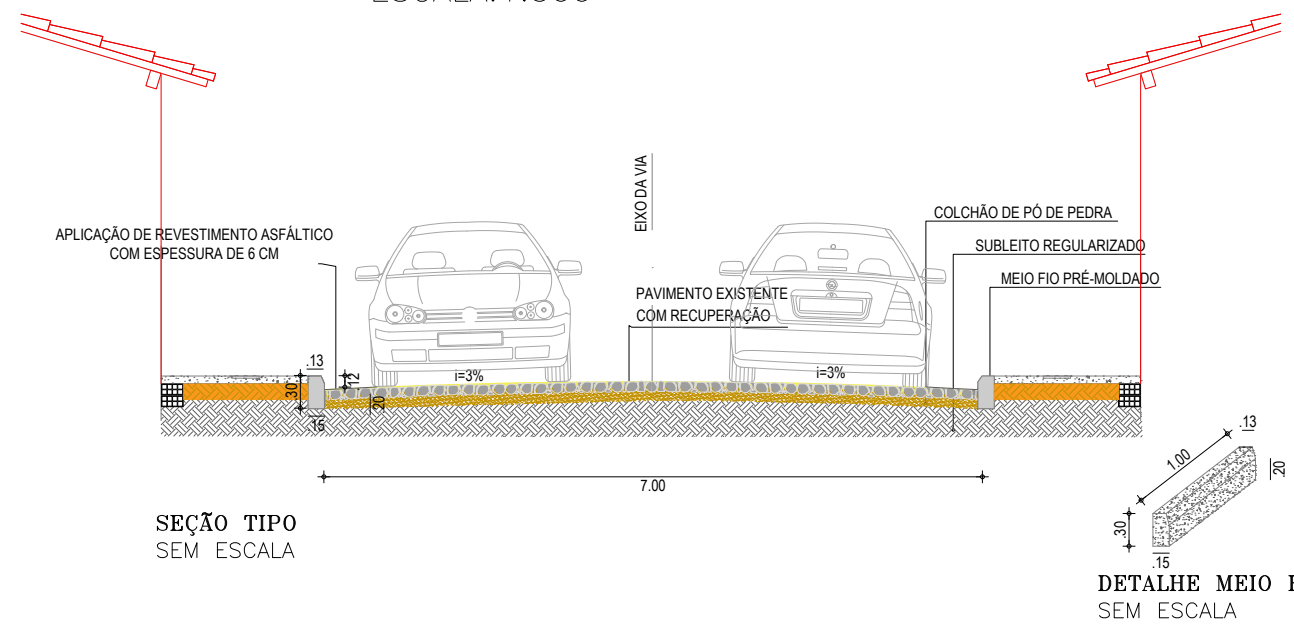 EIXO DA VIA
COLCHÃO DE PÓ DE PEDRA
APLICAÇÃO DE REVESTIMENTO ASFÁLTICO
COM ESPESSURA DE 6 CM
SUBLEITO REGULARIZADO
MEIO FIO PRÉ-MOLDADO
PAVIMENTO EXISTENTE
COM RECUPERAÇÃO
.13
12
i=3%
i=3%
.30
20
.15
7.00
.13
1.00
.20
.30
.15
SEÇÃO TIPO
SEM ESCALA
DETALHE MEIO
SEM ESCALA